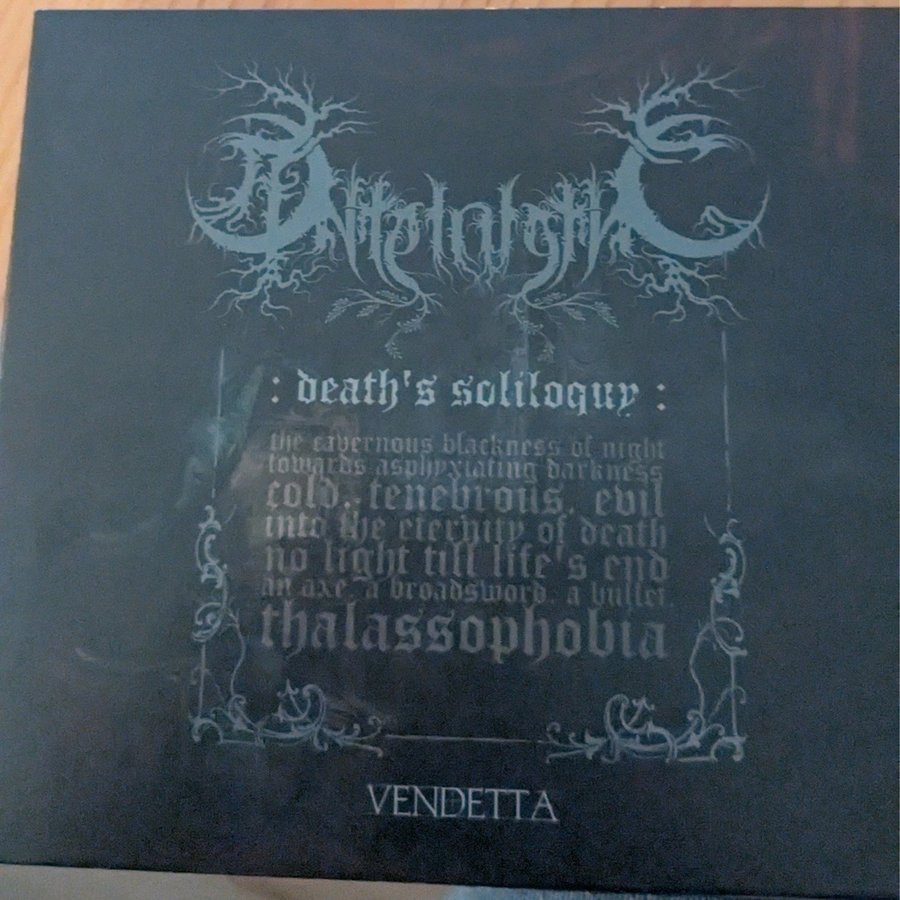 : death's soliloquy :
the cavernous blackness of night
towards asphyxiating darkness
cold. tenebrous. evil
into the eternity of death
no light till life's end
an axe. a broadsword. a bullet.
thalassophobia
VENDETTA